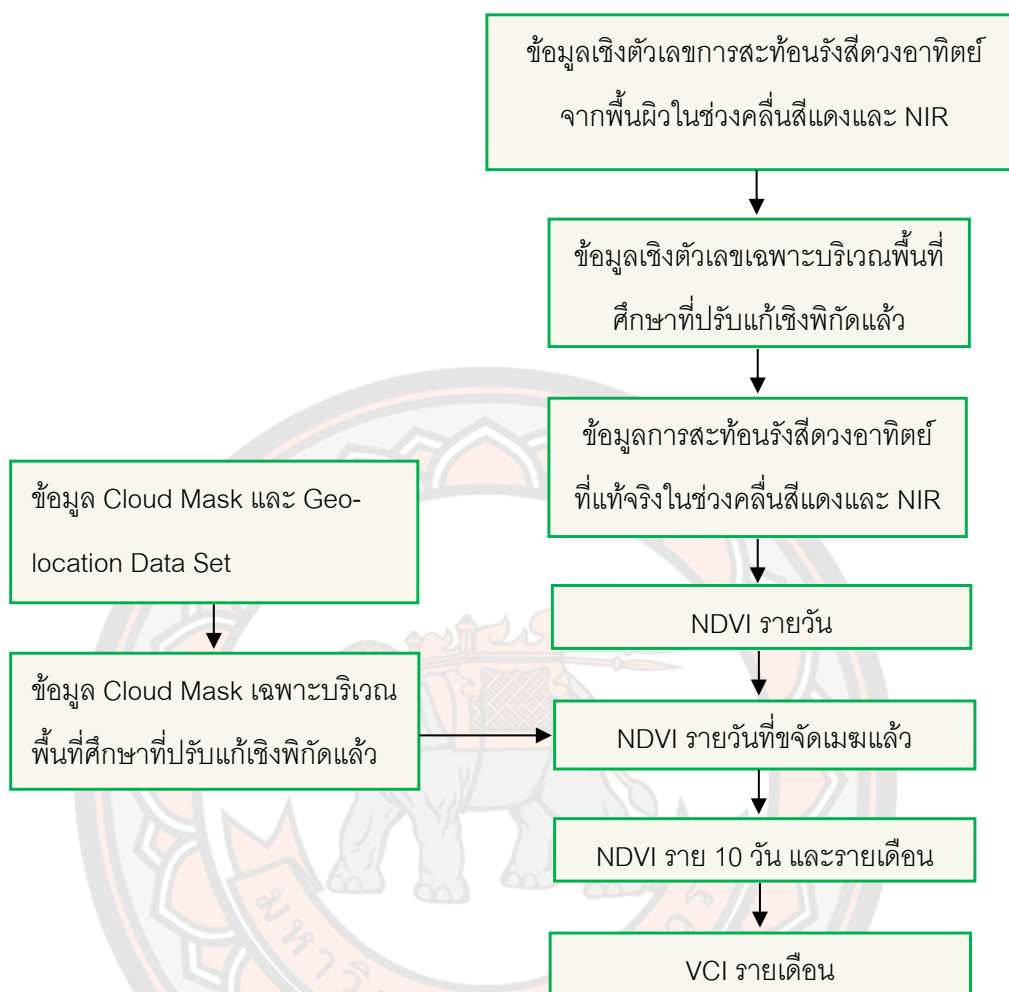 ข้อมูลเชิงตัวเลขการสะท้อนรังสีดวงอาทิตย์
จากพื้นผิวในช่วงคลื่นสีแดงและ NIR
ข้อมูลเชิงตัวเลขเฉพาะบริเวณพื้นที่
ศึกษาที่ปรับแก้เชิงพิกัดแล้ว
ข้อมูลการสะท้อนรังสีดวงอาทิตย์
ที่แท้จริงในช่วงคลื่นสีแดงและ NIR
ข้อมูล Cloud Mask และ Geo-
location Data Set
NDVI รายวัน
ข้อมูล Cloud Mask เฉพาะบริเวณ
พื้นที่ศึกษาที่ปรับแก้เชิงพิกัดแล้ว
NDVI รายวันที่ขจัดเมฆแล้ว
NDVI ราย 10 วัน และรายเดือน
VCI รายเดือน